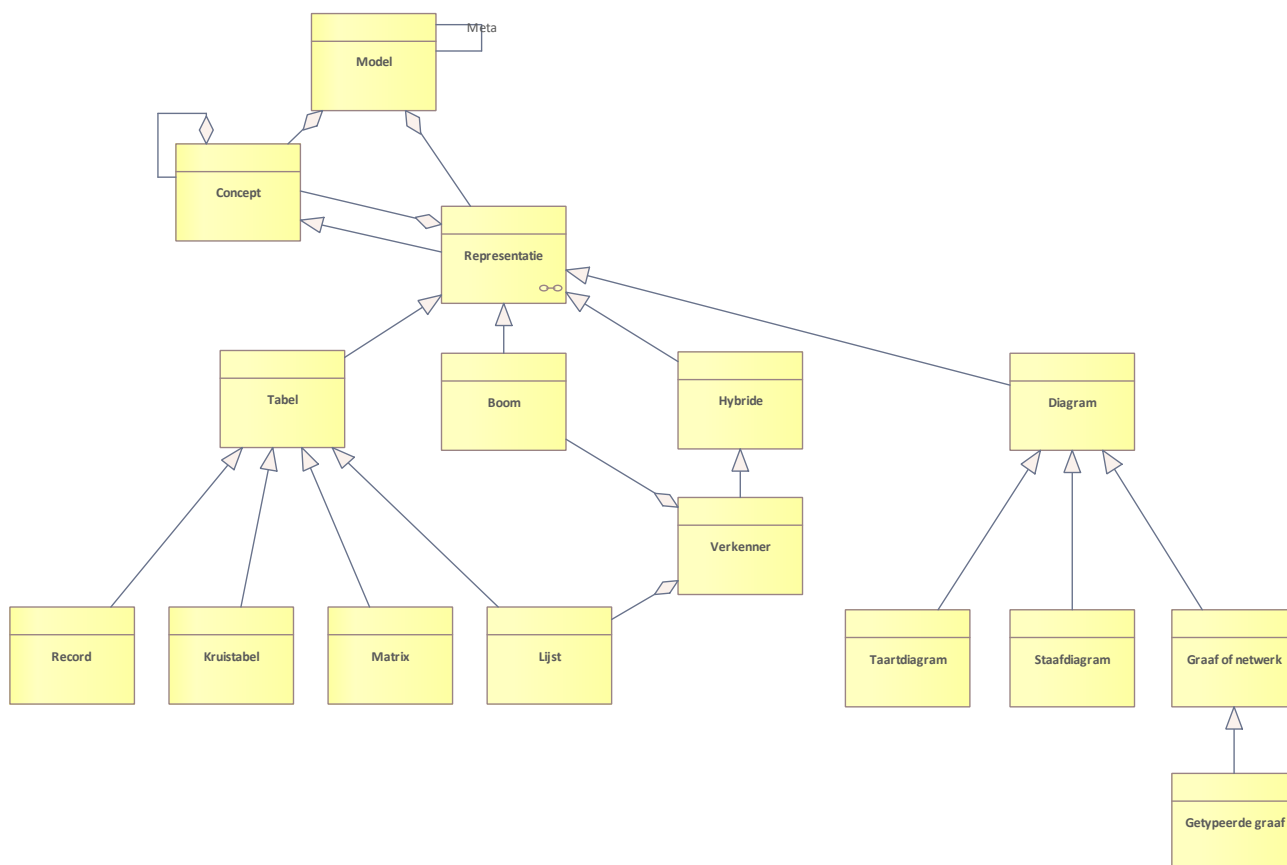 Meta
Model
Concept
Representatie
Tabel
Boom
Hybride
Diagram
Verkenner
Record
Kruistabel
Matrix
Lijst
Taartdiagram
Staafdiagram
Graaf of netwerk
Getypeerde graaf